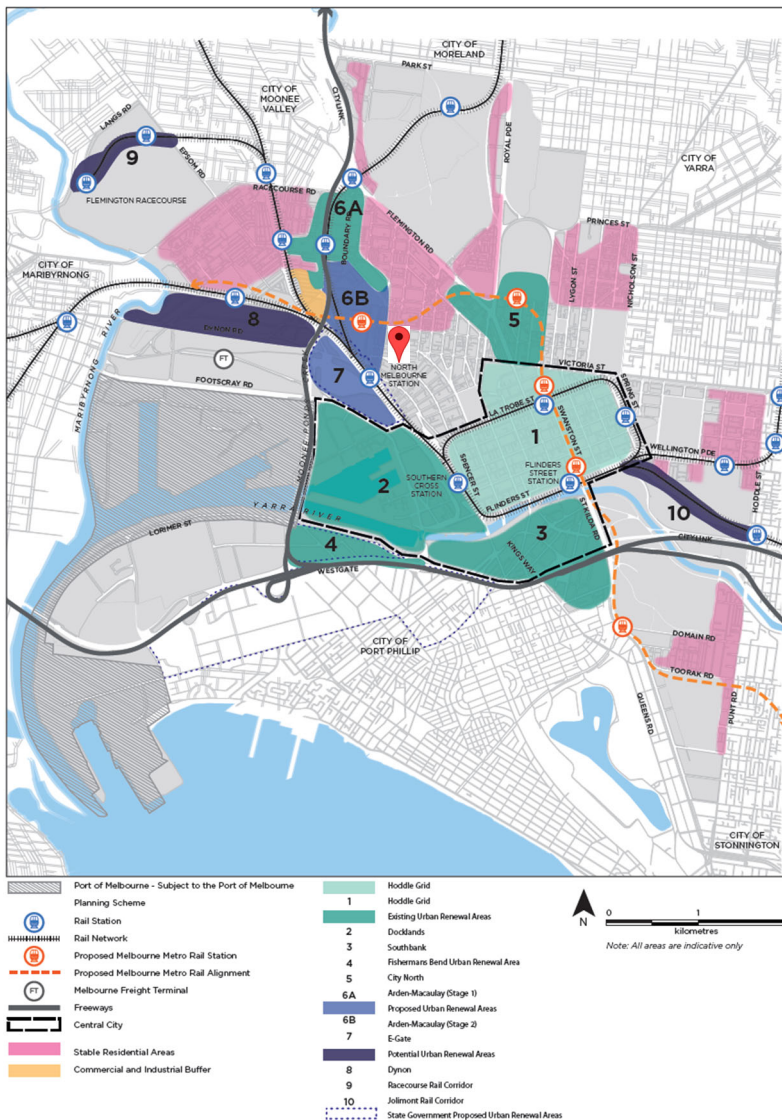 CITY OF
MORELAND
PARK ST
CITY OF
MOONEE
VALLEY
CITYLINK
LANGS RD
ROYAL PDE
9
EPSOM RD
CITY OF
YARRA
FLEMINGTON RACECOURSE
RACECOURSE RD
6A
BOUNDARY RD
FLEMINGTON RD
PRINCES ST
LYGON ST
NICHOLSON ST
CITY OF
MARIBYRNONG
6B
5
8
DYNON RD
MARIBYRNONG RIVER
FT
FOOTSCRAY RD
7
NORTH
MELBOURNE
STATION
VICTORIA ST
SPRING ST
LA TROBE ST
SWANSTON ST
1
WELLINGTON PDE
HODDLE ST
2
SOUTHERN
CROSS
STATION
SPENCER ST
FLINDERS
STREET
STATION
FLINDERS ST
ST KILDA RD
10
CITYLINK
YARRA RIVER
LORIMER ST
4
3
KINGS WAY
WESTGATE
CITY OF
PORT PHILLIP
DOMAIN RD
TOORAK RD
QUEENS RD
PUNT RD
CITY OF
STONNINGTON
Port of Melbourne - Subject to the Port of Melbourne
Planning Scheme
Rail Station
Rail Network
Proposed Melbourne Metro Rail Station
Proposed Melbourne Metro Rail Alignment
FT Melbourne Freight Terminal
Freeways
Central City
Stable Residential Areas
Commercial and Industrial Buffer
Hoddle Grid
1 Hoddle Grid
Existing Urban Renewal Areas
2 Docklands
3 Southbank
4 Fishermans Bend Urban Renewal Area
5 City North
6A Arden-Macaulay (Stage 1)
Proposed Urban Renewal Areas
6B Arden-Macaulay (Stage 2)
7 E-Gate
Potential Urban Renewal Areas
8 Dynon
9 Racecourse Rail Corridor
10 Jolimont Rail Corridor
State Government Proposed Urban Renewal Areas
N
0 1
kilometres
Note: All areas are indicative only